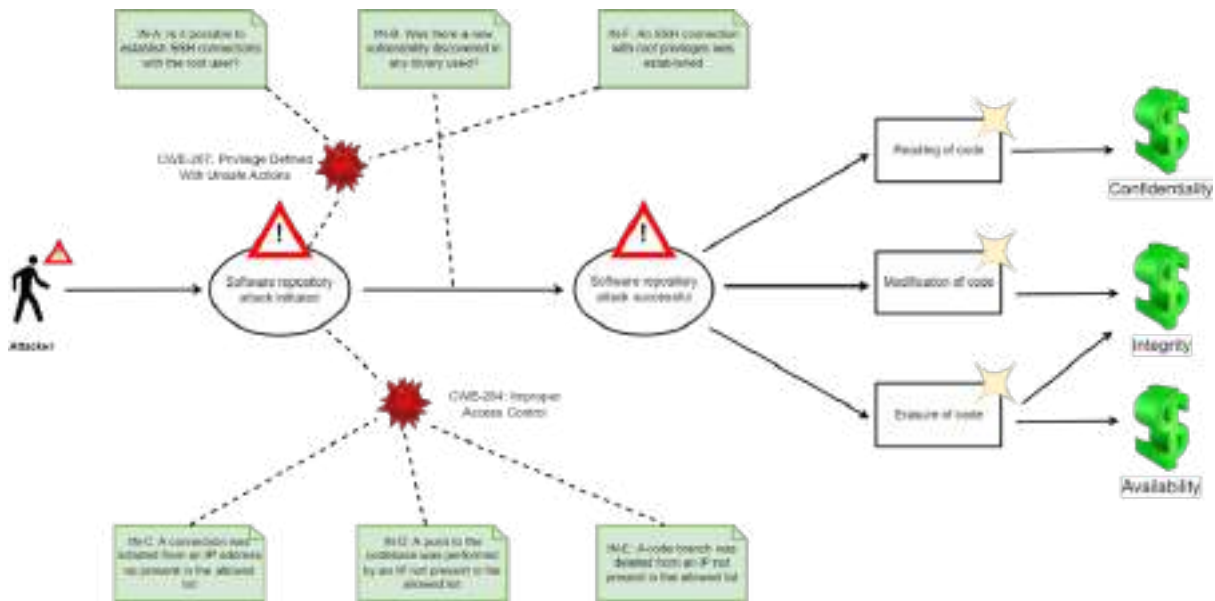 IN-A: Is it possible to
establish SSH connections
with the root user?
IN-B: Was there a new
vulnerability discovered in
any library used?
IN-F: An SSH connection
with root privileges was
established
CWE-267: Privilege Defined
With Unsafe Actions
Reading of code
Confidentiality
!
!
Attacker
Software repository
attack initiated
Software repository
attack successful
Modification of code
Integrity
CWE-284: Improper
Access Control
Erasure of code
Availability
IN-C: A connection was
initiated from an IP address
no present in the allowed
list
IN-D: A push to the
codebase was performed
by an IP not present in the
allowed list
IN-E: A code branch was
deleted from an IP not
present in the allowed list